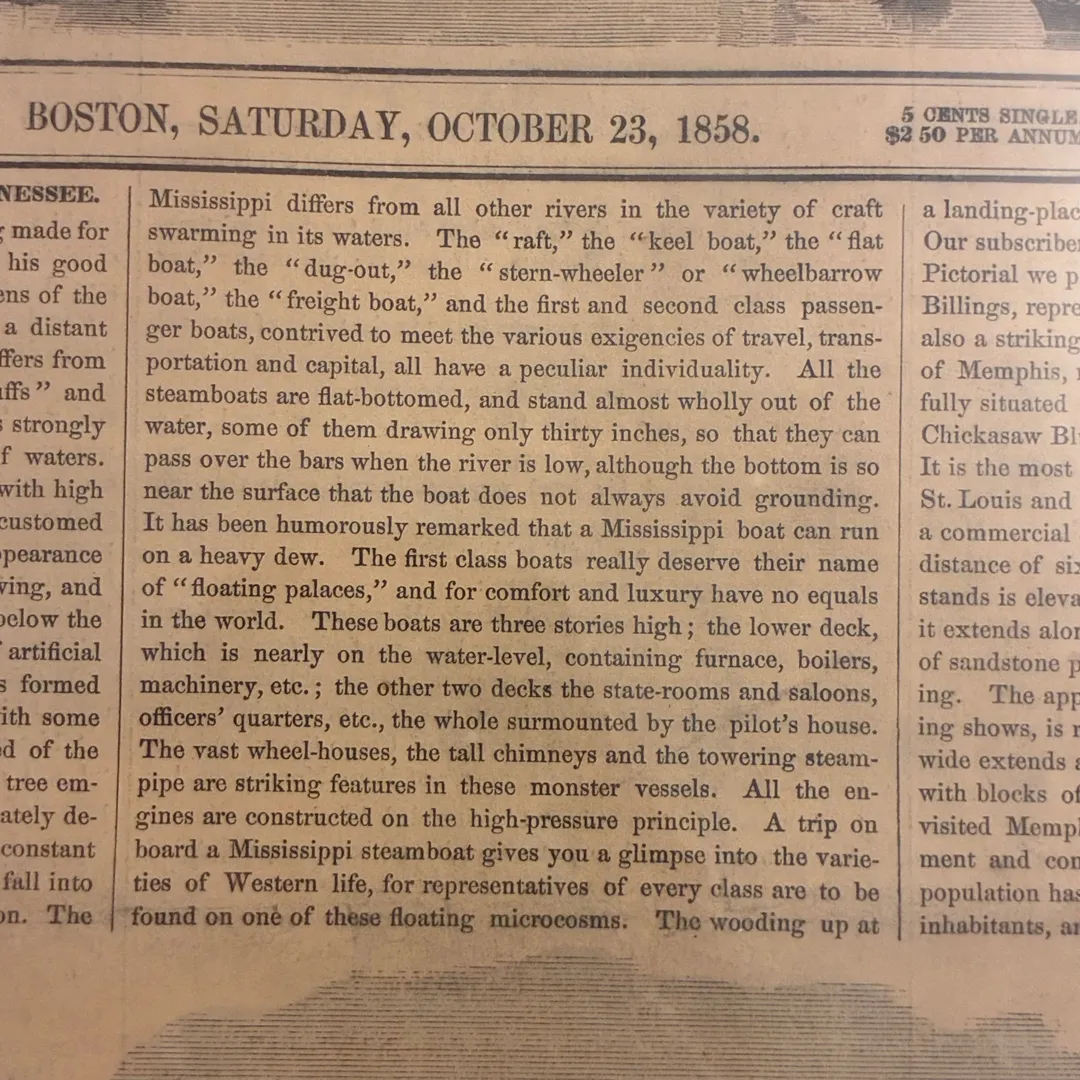 BOSTON, SATURDAY, OCTOBER 23, 1858.
5 CENTS SINGLE
$2 50 PER ANNUM
NESSEE.
made for
his good
ens of the
a distant
ffers from
uffs” and
s strongly
f waters.
with high
customed
ppearance
ving, and
below the
artificial
s formed
ith some
ed of the
tree em-
ately de-
constant
fall into
on. The
Mississippi differs from all other rivers in the variety of craft
swarming in its waters. The “raft,” the “keel boat,” the “flat
boat,” the “dug-out,” the “stern-wheeler” or “wheelbarrow
boat,” the “freight boat,” and the first and second class passen-
ger boats, contrived to meet the various exigencies of travel, trans-
portation and capital, all have a peculiar individuality. All the
steamboats are flat-bottomed, and stand almost wholly out of the
water, some of them drawing only thirty inches, so that they can
pass over the bars when the river is low, although the bottom is so
near the surface that the boat does not always avoid grounding.
It has been humorously remarked that a Mississippi boat can run
on a heavy dew. The first class boats really deserve their name
of “floating palaces,” and for comfort and luxury have no equals
in the world. These boats are three stories high; the lower deck,
which is nearly on the water-level, containing furnace, boilers,
machinery, etc.; the other two decks the state-rooms and saloons,
officers’ quarters, etc., the whole surmounted by the pilot’s house.
The vast wheel-houses, the tall chimneys and the towering steam-
pipe are striking features in these monster vessels. All the en-
gines are constructed on the high-pressure principle. A trip on
board a Mississippi steamboat gives you a glimpse into the varie-
ties of Western life, for representatives of every class are to be
found on one of these floating microcosms. The wooding up at
a landing-plac
Our subscribe
Pictorial we p
Billings, repre
also a striking
of Memphis,
fully situated
Chickasaw Bl
It is the most
St. Louis and
a commercial
distance of six
stands is eleva
it extends alon
of sandstone p
ing. The app
ing shows, is
wide extends a
with blocks of
visited Memp
ment and con
population has
inhabitants, an